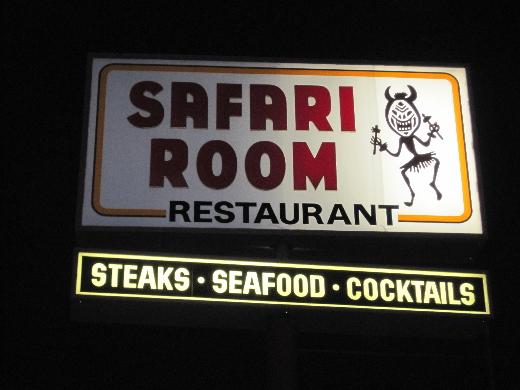 SAFARI
ROOM
RESTAURANT
STEAKS · SEAFOOD · COCKTAILS